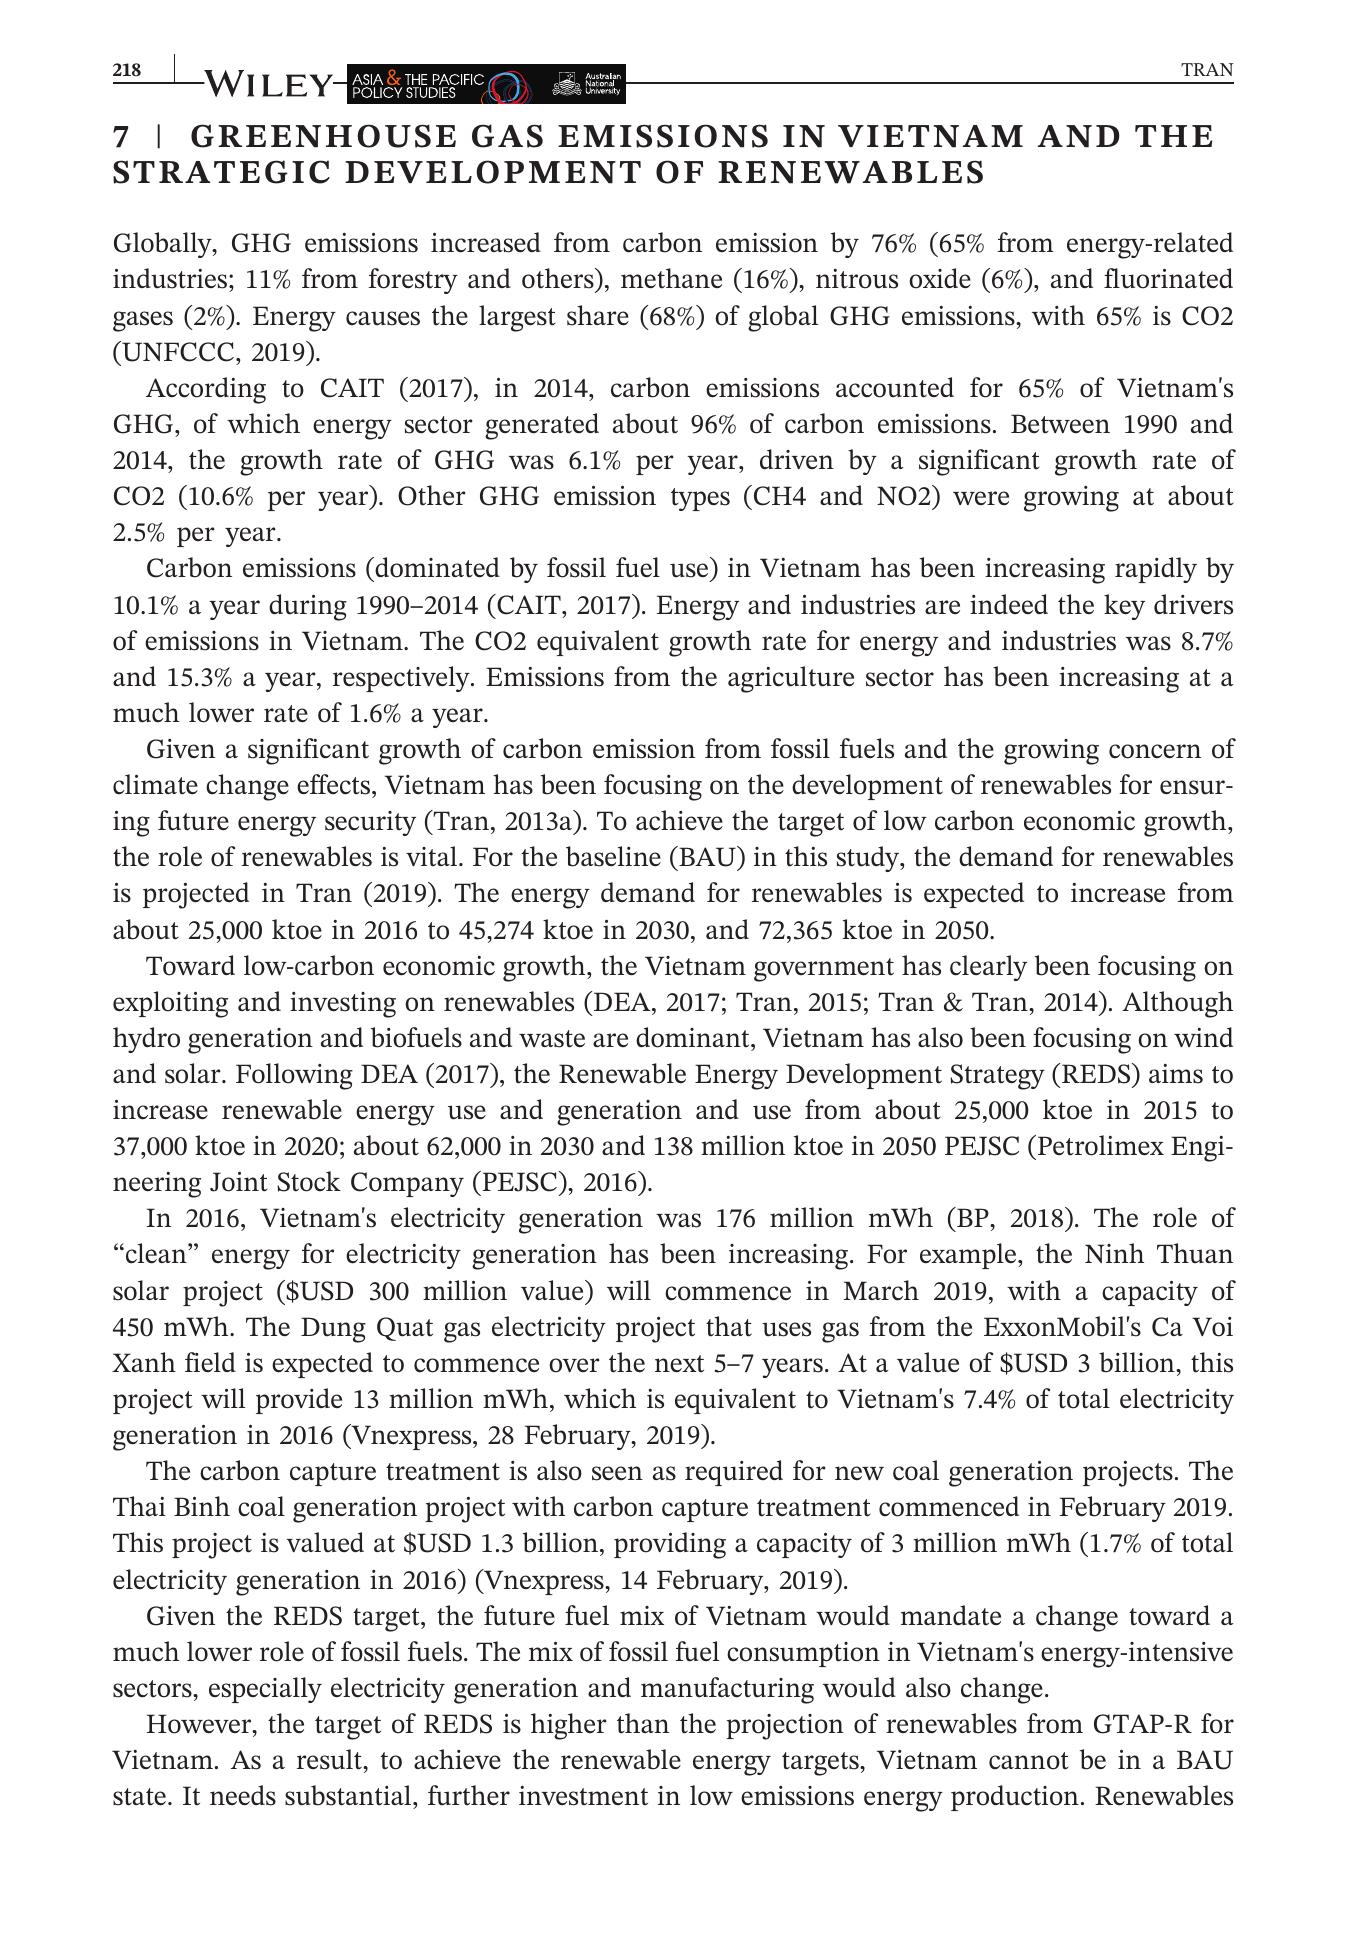 218
TRAN
WILEY
ASIA & THE PACIFIC
POLICY STUDIES
Australian
National
University
7 | GREENHOUSE GAS EMISSIONS IN VIETNAM AND THE
STRATEGIC DEVELOPMENT OF RENEWABLES
Globally, GHG emissions increased from carbon emission by 76% (65% from energy-related
industries; 11% from forestry and others), methane (16%), nitrous oxide (6%), and fluorinated
gases (2%). Energy causes the largest share (68%) of global GHG emissions, with 65% is CO2
(UNFCCC, 2019).
According to CAIT (2017), in 2014, carbon emissions accounted for 65% of Vietnam's
GHG, of which energy sector generated about 96% of carbon emissions. Between 1990 and
2014, the growth rate of GHG was 6.1% per year, driven by a significant growth rate of
CO2 (10.6% per year). Other GHG emission types (CH4 and NO2) were growing at about
2.5% per year.
Carbon emissions (dominated by fossil fuel use) in Vietnam has been increasing rapidly by
10.1% a year during 1990–2014 (CAIT, 2017). Energy and industries are indeed the key drivers
of emissions in Vietnam. The CO2 equivalent growth rate for energy and industries was 8.7%
and 15.3% a year, respectively. Emissions from the agriculture sector has been increasing at a
much lower rate of 1.6% a year.
Given a significant growth of carbon emission from fossil fuels and the growing concern of
climate change effects, Vietnam has been focusing on the development of renewables for ensur-
ing future energy security (Tran, 2013a). To achieve the target of low carbon economic growth,
the role of renewables is vital. For the baseline (BAU) in this study, the demand for renewables
is projected in Tran (2019). The energy demand for renewables is expected to increase from
about 25,000 ktoe in 2016 to 45,274 ktoe in 2030, and 72,365 ktoe in 2050.
Toward low-carbon economic growth, the Vietnam government has clearly been focusing on
exploiting and investing on renewables (DEA, 2017; Tran, 2015; Tran & Tran, 2014). Although
hydro generation and biofuels and waste are dominant, Vietnam has also been focusing on wind
and solar. Following DEA (2017), the Renewable Energy Development Strategy (REDS) aims to
increase renewable energy use and generation and use from about 25,000 ktoe in 2015 to
37,000 ktoe in 2020; about 62,000 in 2030 and 138 million ktoe in 2050 PEJSC (Petrolimex Engi-
neering Joint Stock Company (PEJSC), 2016).
In 2016, Vietnam's electricity generation was 176 million mWh (BP, 2018). The role of
“clean” energy for electricity generation has been increasing. For example, the Ninh Thuan
solar project ($USD 300 million value) will commence in March 2019, with a capacity of
450 mWh. The Dung Quat gas electricity project that uses gas from the ExxonMobil's Ca Voi
Xanh field is expected to commence over the next 5–7 years. At a value of $USD 3 billion, this
project will provide 13 million mWh, which is equivalent to Vietnam's 7.4% of total electricity
generation in 2016 (Vnexpress, 28 February, 2019).
The carbon capture treatment is also seen as required for new coal generation projects. The
Thai Binh coal generation project with carbon capture treatment commenced in February 2019.
This project is valued at $USD 1.3 billion, providing a capacity of 3 million mWh (1.7% of total
electricity generation in 2016) (Vnexpress, 14 February, 2019).
Given the REDS target, the future fuel mix of Vietnam would mandate a change toward a
much lower role of fossil fuels. The mix of fossil fuel consumption in Vietnam's energy-intensive
sectors, especially electricity generation and manufacturing would also change.
However, the target of REDS is higher than the projection of renewables from GTAP-R for
Vietnam. As a result, to achieve the renewable energy targets, Vietnam cannot be in a BAU
state. It needs substantial, further investment in low emissions energy production. Renewables